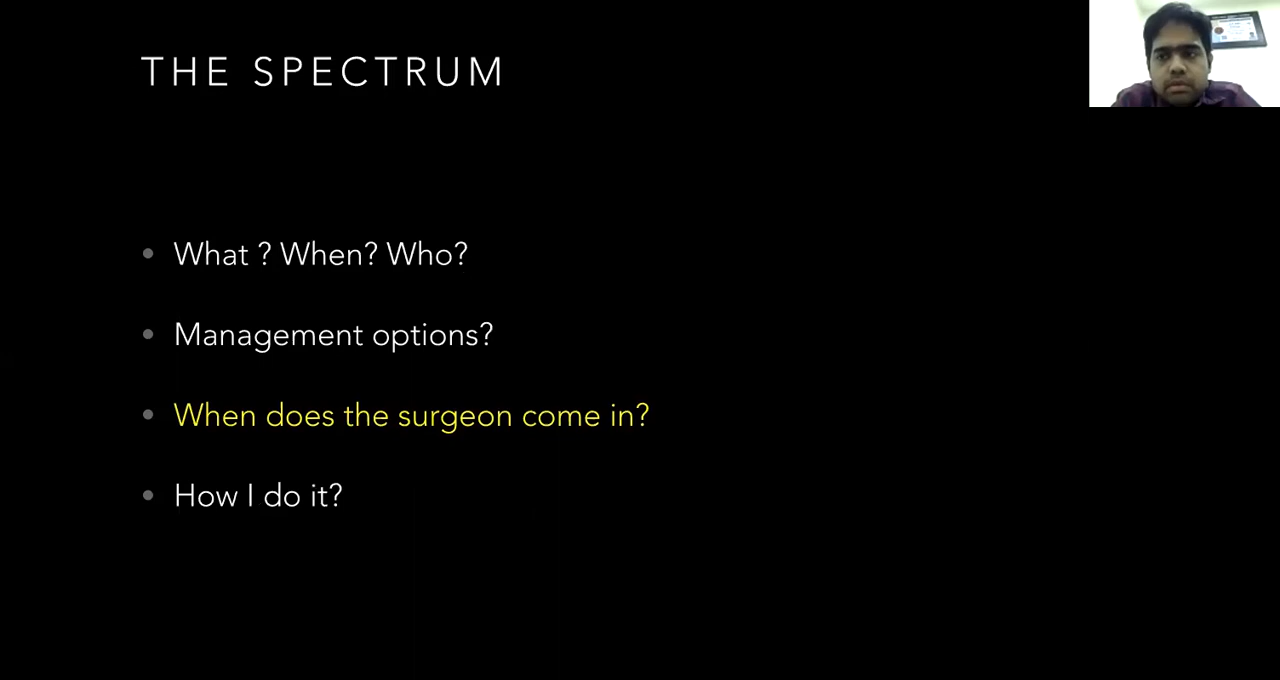 THE SPECTRUM
• What ? When? Who?
• Management options?
• When does the surgeon come in?
• How I do it?